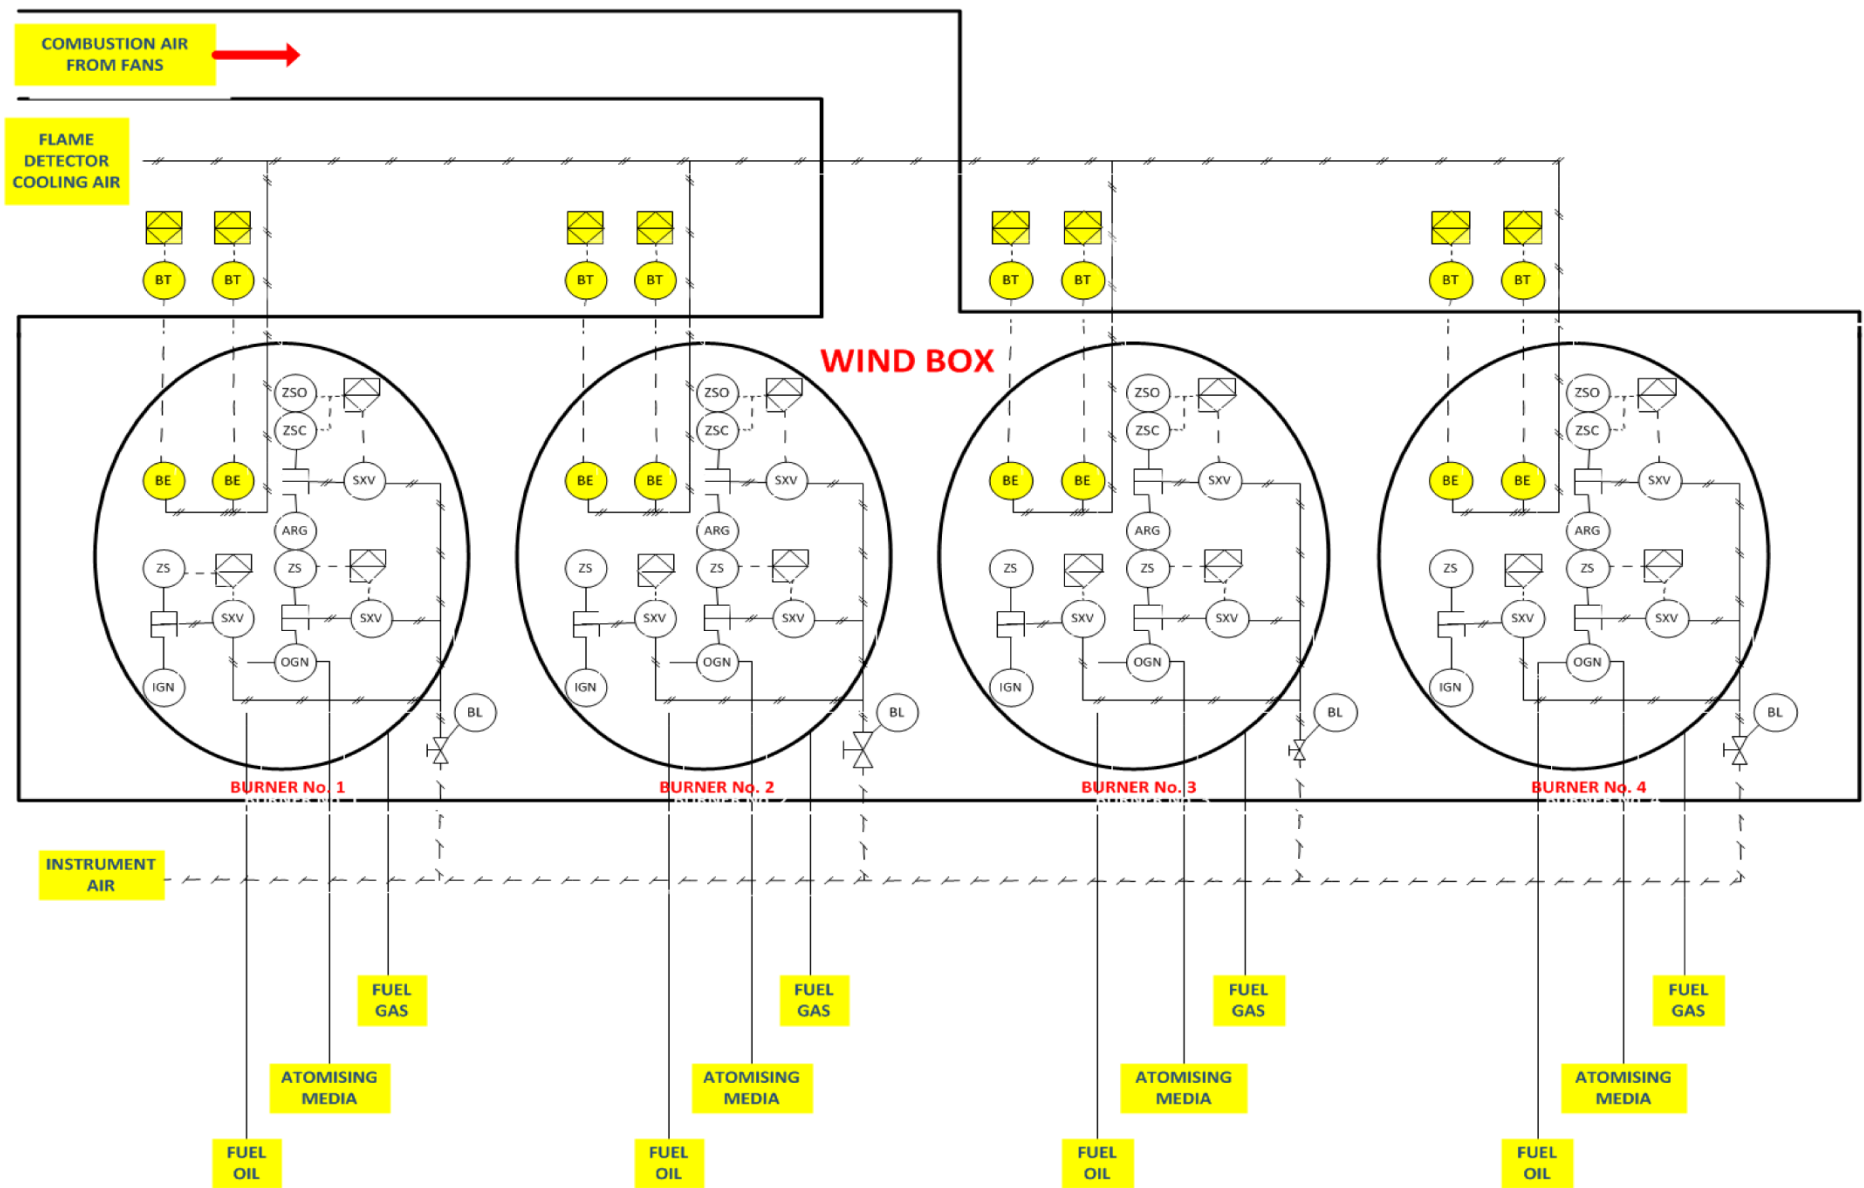 COMBUSTION AIR
FROM FANS
FLAME
DETECTOR
COOLING AIR
BT BT BT BT BT BT BT BT
WIND BOX
ZSO ZSO ZSO ZSO
ZSC ZSC ZSC ZSC
BE BE SXV BE BE SXV BE BE SXV BE BE SXV
ARG ARG ARG ARG
ZS ZS ZS ZS ZS ZS ZS ZS
SXV SXV SXV SXV SXV SXV SXV SXV
OGN OGN OGN OGN
IGN IGN IGN IGN
BL BL BL BL
BURNER No. 1 BURNER No. 2 BURNER No. 3 BURNER No. 4
INSTRUMENT
AIR
FUEL FUEL FUEL FUEL
GAS GAS GAS GAS
ATOMISING ATOMISING ATOMISING ATOMISING
MEDIA MEDIA MEDIA MEDIA
FUEL FUEL FUEL FUEL
OIL OIL OIL OIL